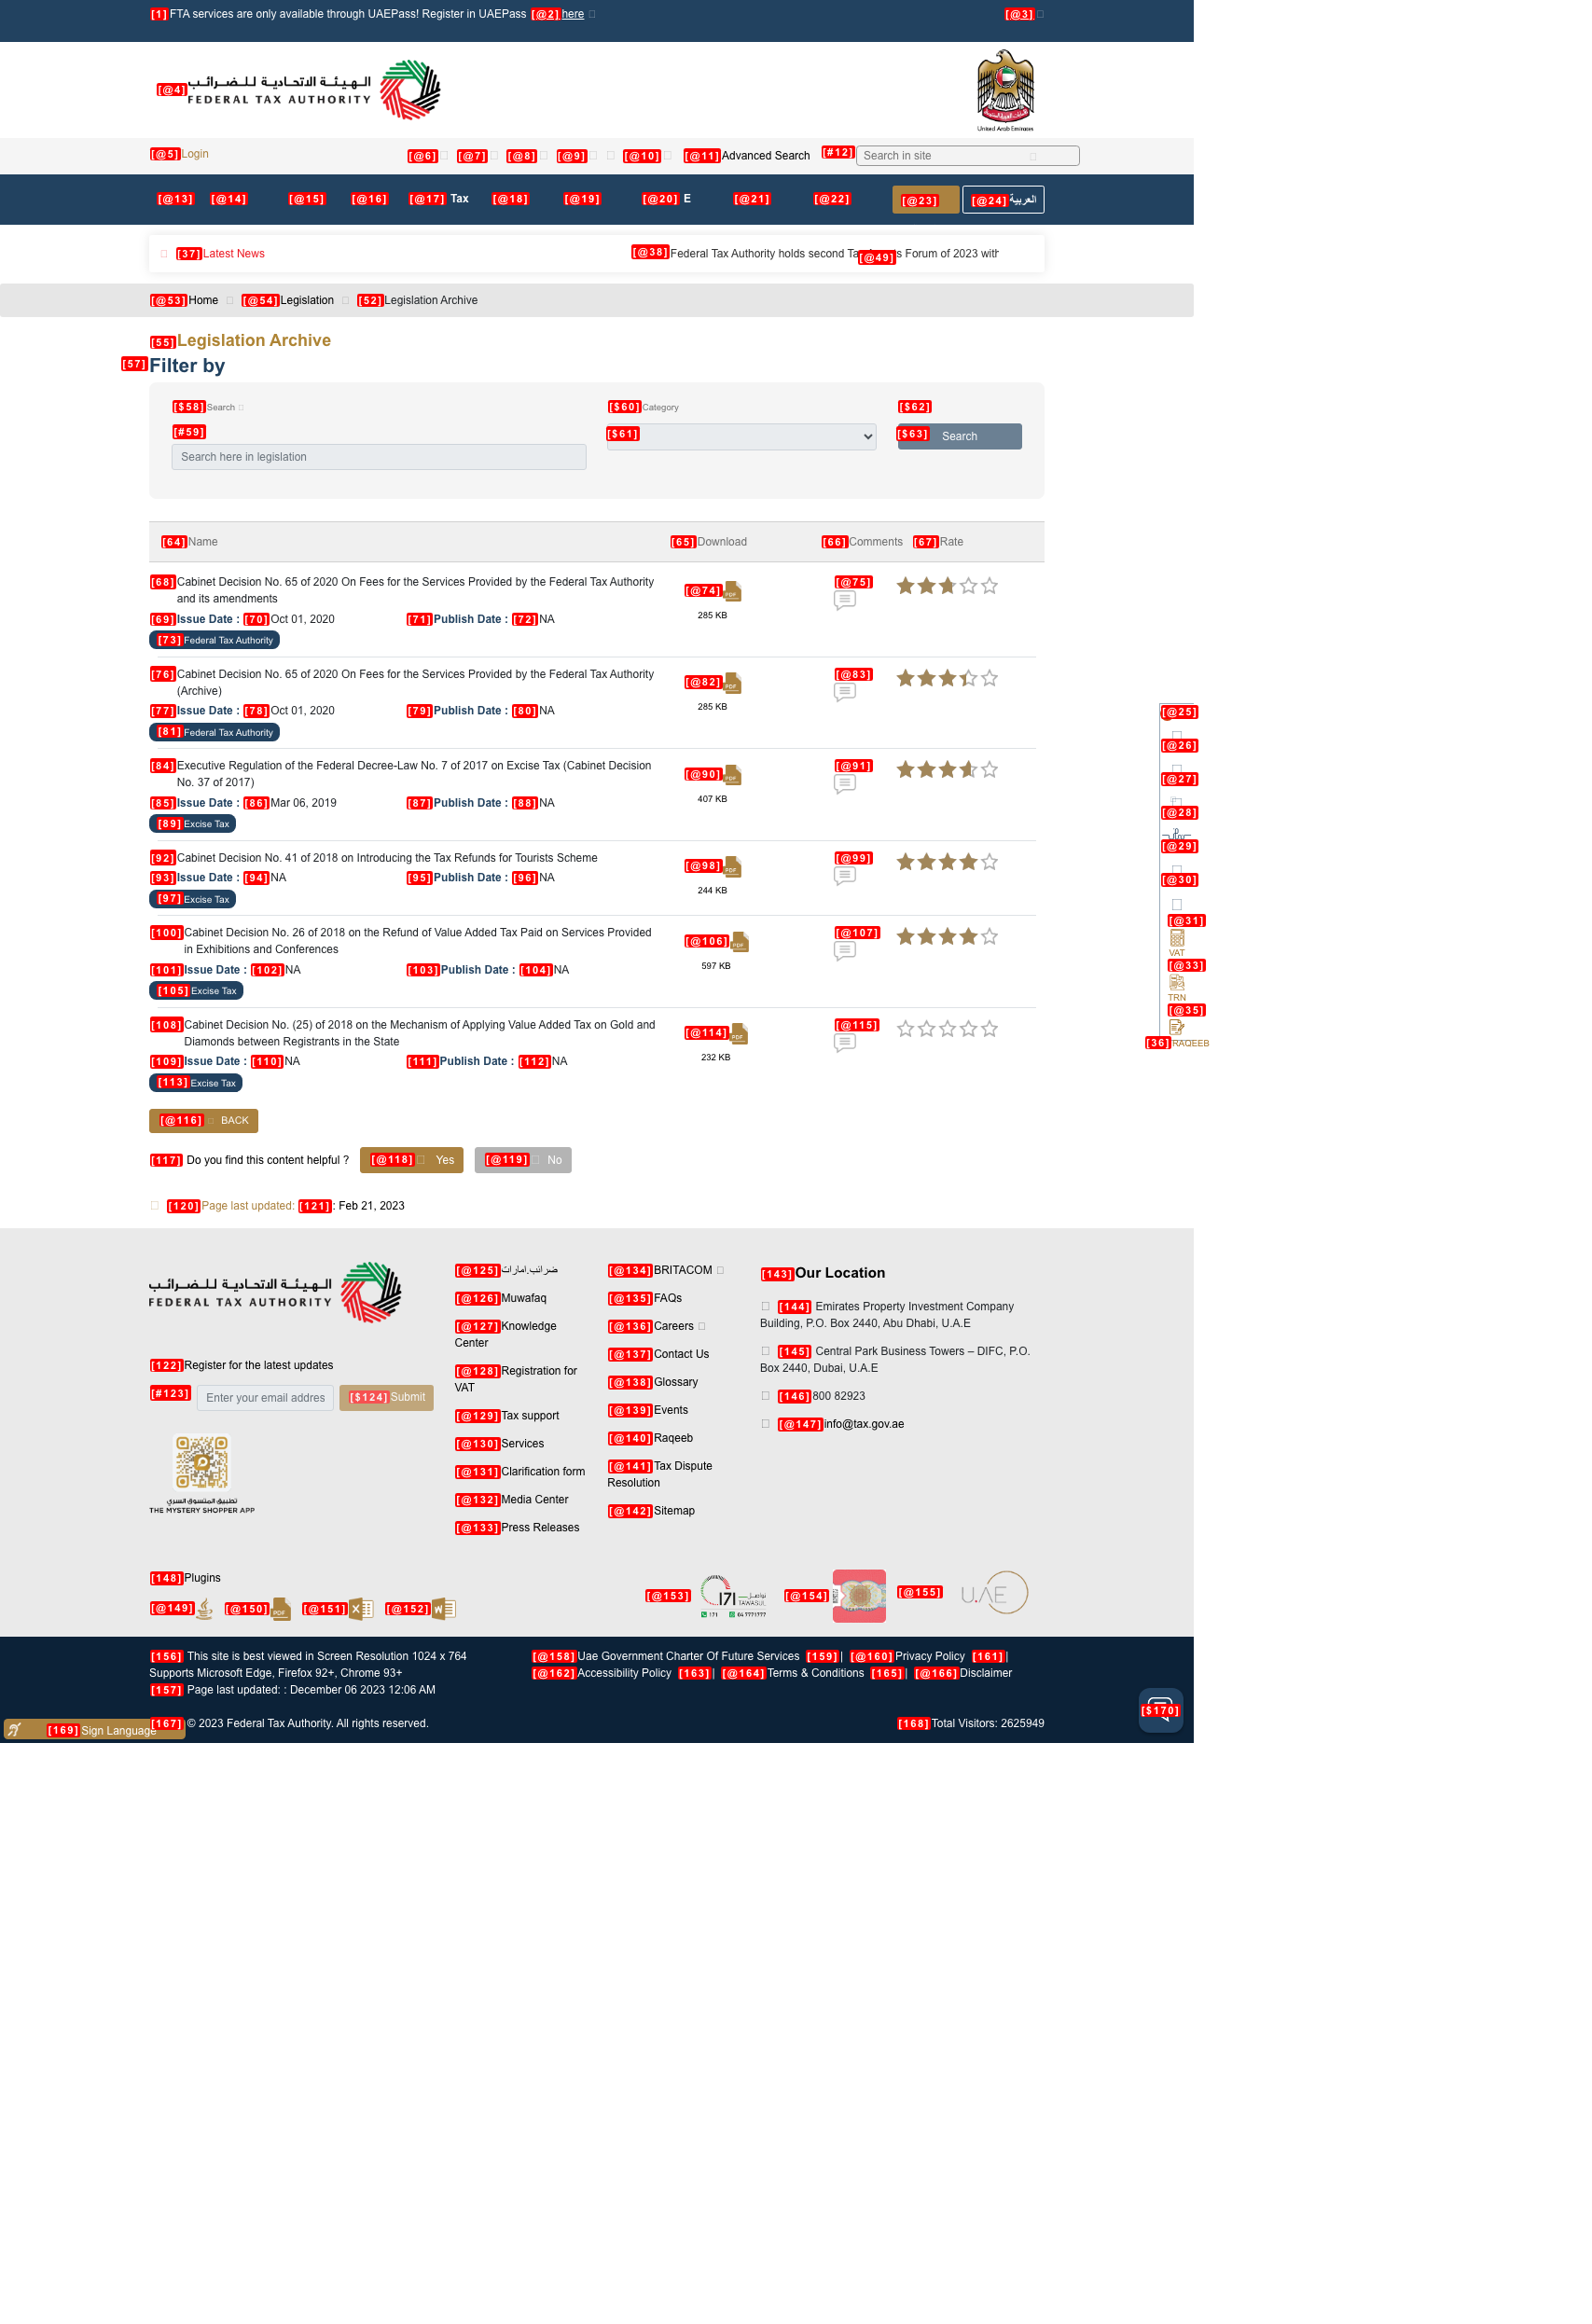 [1] FTA services are only available through UAEPass! Register in UAEPass [@2] here
[@3]
[@4] الهيئة الاتحادية للضرائب
FEDERAL TAX AUTHORITY
United Arab Emirates
[@5] Login [@6] [@7] [@8] [@9] [@10] [@11] Advanced Search [#12] Search in site
[@13] [@14] [@15] [@16] [@17] Tax [@18] [@19] [@20] E [@21] [@22] [@23] [@24] العربية
[37] Latest News [@38] Federal Tax Authority holds second Tax [@49] s Forum of 2023 with
[@53] Home [@54] Legislation [52] Legislation Archive
[55] Legislation Archive
[57] Filter by
[$58] Search [$60] Category [$62]
[#59] [$61] [$63] Search
Search here in legislation
[64] Name [65] Download [66] Comments [67] Rate
[68] Cabinet Decision No. 65 of 2020 On Fees for the Services Provided by the Federal Tax Authority
and its amendments
[@74] PDF 285 KB [@75]
[69] Issue Date : [70] Oct 01, 2020 [71] Publish Date : [72] NA
[73] Federal Tax Authority
[76] Cabinet Decision No. 65 of 2020 On Fees for the Services Provided by the Federal Tax Authority
(Archive)
[@82] PDF 285 KB [@83]
[77] Issue Date : [78] Oct 01, 2020 [79] Publish Date : [80] NA
[81] Federal Tax Authority
[84] Executive Regulation of the Federal Decree-Law No. 7 of 2017 on Excise Tax (Cabinet Decision
No. 37 of 2017)
[@90] PDF 407 KB [@91]
[85] Issue Date : [86] Mar 06, 2019 [87] Publish Date : [88] NA
[89] Excise Tax
[92] Cabinet Decision No. 41 of 2018 on Introducing the Tax Refunds for Tourists Scheme
[@98] PDF 244 KB [@99]
[93] Issue Date : [94] NA [95] Publish Date : [96] NA
[97] Excise Tax
[100] Cabinet Decision No. 26 of 2018 on the Refund of Value Added Tax Paid on Services Provided
in Exhibitions and Conferences
[@106] PDF 597 KB [@107]
[101] Issue Date : [102] NA [103] Publish Date : [104] NA
[105] Excise Tax
[108] Cabinet Decision No. (25) of 2018 on the Mechanism of Applying Value Added Tax on Gold and
Diamonds between Registrants in the State
[@114] PDF 232 KB [@115]
[109] Issue Date : [110] NA [111] Publish Date : [112] NA
[113] Excise Tax
[@25]
[@26]
[@27]
[@28]
[@29]
[@30]
[@31]
VAT
[@33]
TRN
[@35]
[36] RAQEEB
[@116] BACK
[117] Do you find this content helpful ? [@118] Yes [@119] No
[120] Page last updated: [121] : Feb 21, 2023
الهيئة الاتحادية للضرائب
FEDERAL TAX AUTHORITY
[122] Register for the latest updates
[#123] Enter your email addres [$124] Submit
تطبيق المتسوق السري
THE MYSTERY SHOPPER APP
[@125] ضرائب.امارات
[@126] Muwafaq
[@127] Knowledge
Center
[@128] Registration for
VAT
[@129] Tax support
[@130] Services
[@131] Clarification form
[@132] Media Center
[@133] Press Releases
[@134] BRITACOM
[@135] FAQs
[@136] Careers
[@137] Contact Us
[@138] Glossary
[@139] Events
[@140] Raqeeb
[@141] Tax Dispute
Resolution
[@142] Sitemap
[143] Our Location
[144] Emirates Property Investment Company
Building, P.O. Box 2440, Abu Dhabi, U.A.E
[145] Central Park Business Towers – DIFC, P.O.
Box 2440, Dubai, U.A.E
[@146] 800 82923
[@147] info@tax.gov.ae
[148] Plugins
[@149] [@150] PDF [@151] X [@152] W [@153] 171 تواصل TAWASUL 171 04 7771777 [@154] [@155] U.AE
[156] This site is best viewed in Screen Resolution 1024 x 764
Supports Microsoft Edge, Firefox 92+, Chrome 93+
[157] Page last updated: : December 06 2023 12:06 AM
[@158] Uae Government Charter Of Future Services [159] | [@160] Privacy Policy [161] |
[@162] Accessibility Policy [163] | [@164] Terms & Conditions [165] | [@166] Disclaimer
[169] Sign Language [167] © 2023 Federal Tax Authority. All rights reserved. [168] Total Visitors: 2625949
[$170]